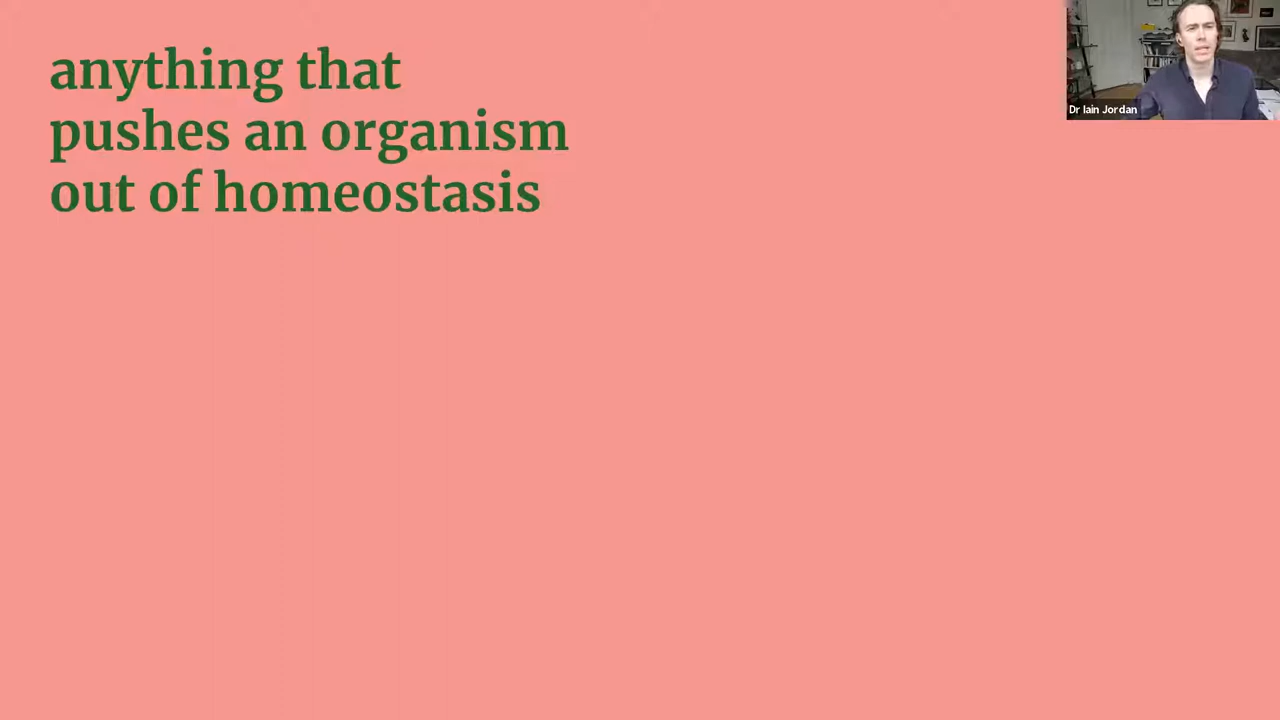 anything that
pushes an organism
out of homeostasis
Dr Iain Jordan